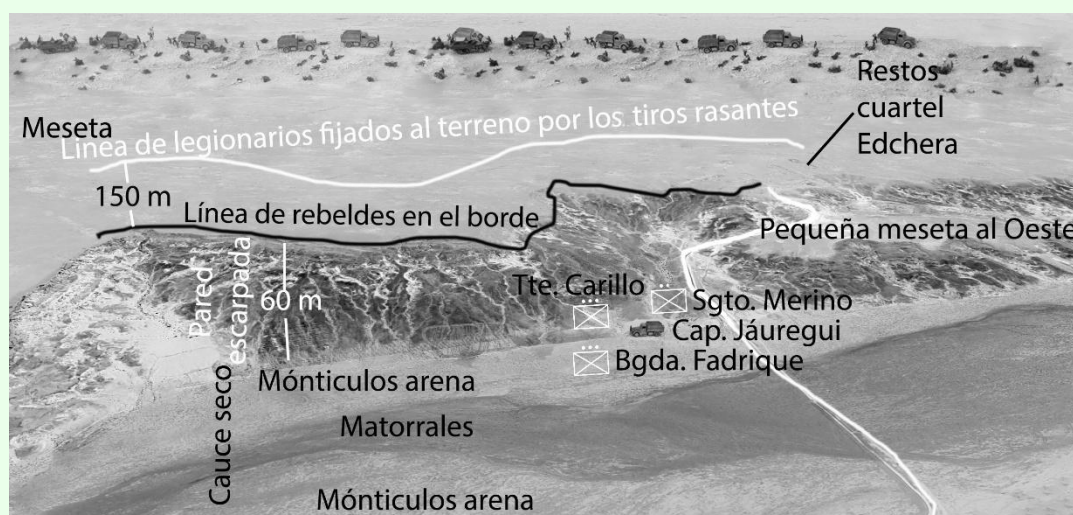 Restos
cuartel
Edchera
Meseta
Línea de legionarios fijados al terreno por los tiros rasantes
150 m
Línea de rebeldes en el borde
Pequeña meseta al Oeste
Pared
escarpada
60 m
Tte. Carillo
Sgto. Merino
Cap. Jáuregui
Bgda. Fadrique
Mónticulos arena
Cauce seco
Matorrales
Mónticulos arena